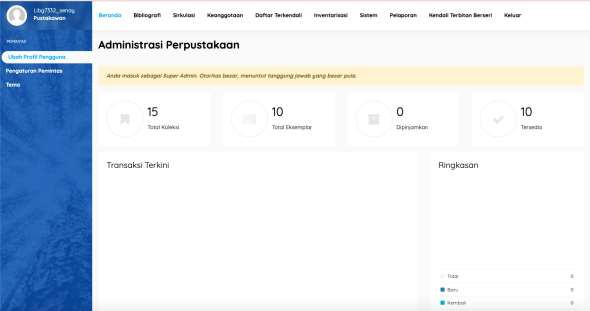 Libg7332_senay
Pustakawan
Beranda Bibliografi Sirkulasi Keanggotaan Daftar Terkendali Inventarisasi Sistem Pelaporan Kendali Terbitan Berseri Keluar
PINTASAN
Ubah Profil Pengguna
Pengaturan Pemintas
Tema
Administrasi Perpustakaan
Anda masuk sebagai Super Admin. Otoritas besar, menuntut tanggung jawab yang besar pula.
15
Total Koleksi
10
Total Eksemplar
0
Dipinjamkan
10
Tersedia
Transaksi Terkini
Ringkasan
Total 0
Baru 0
Kembali 0